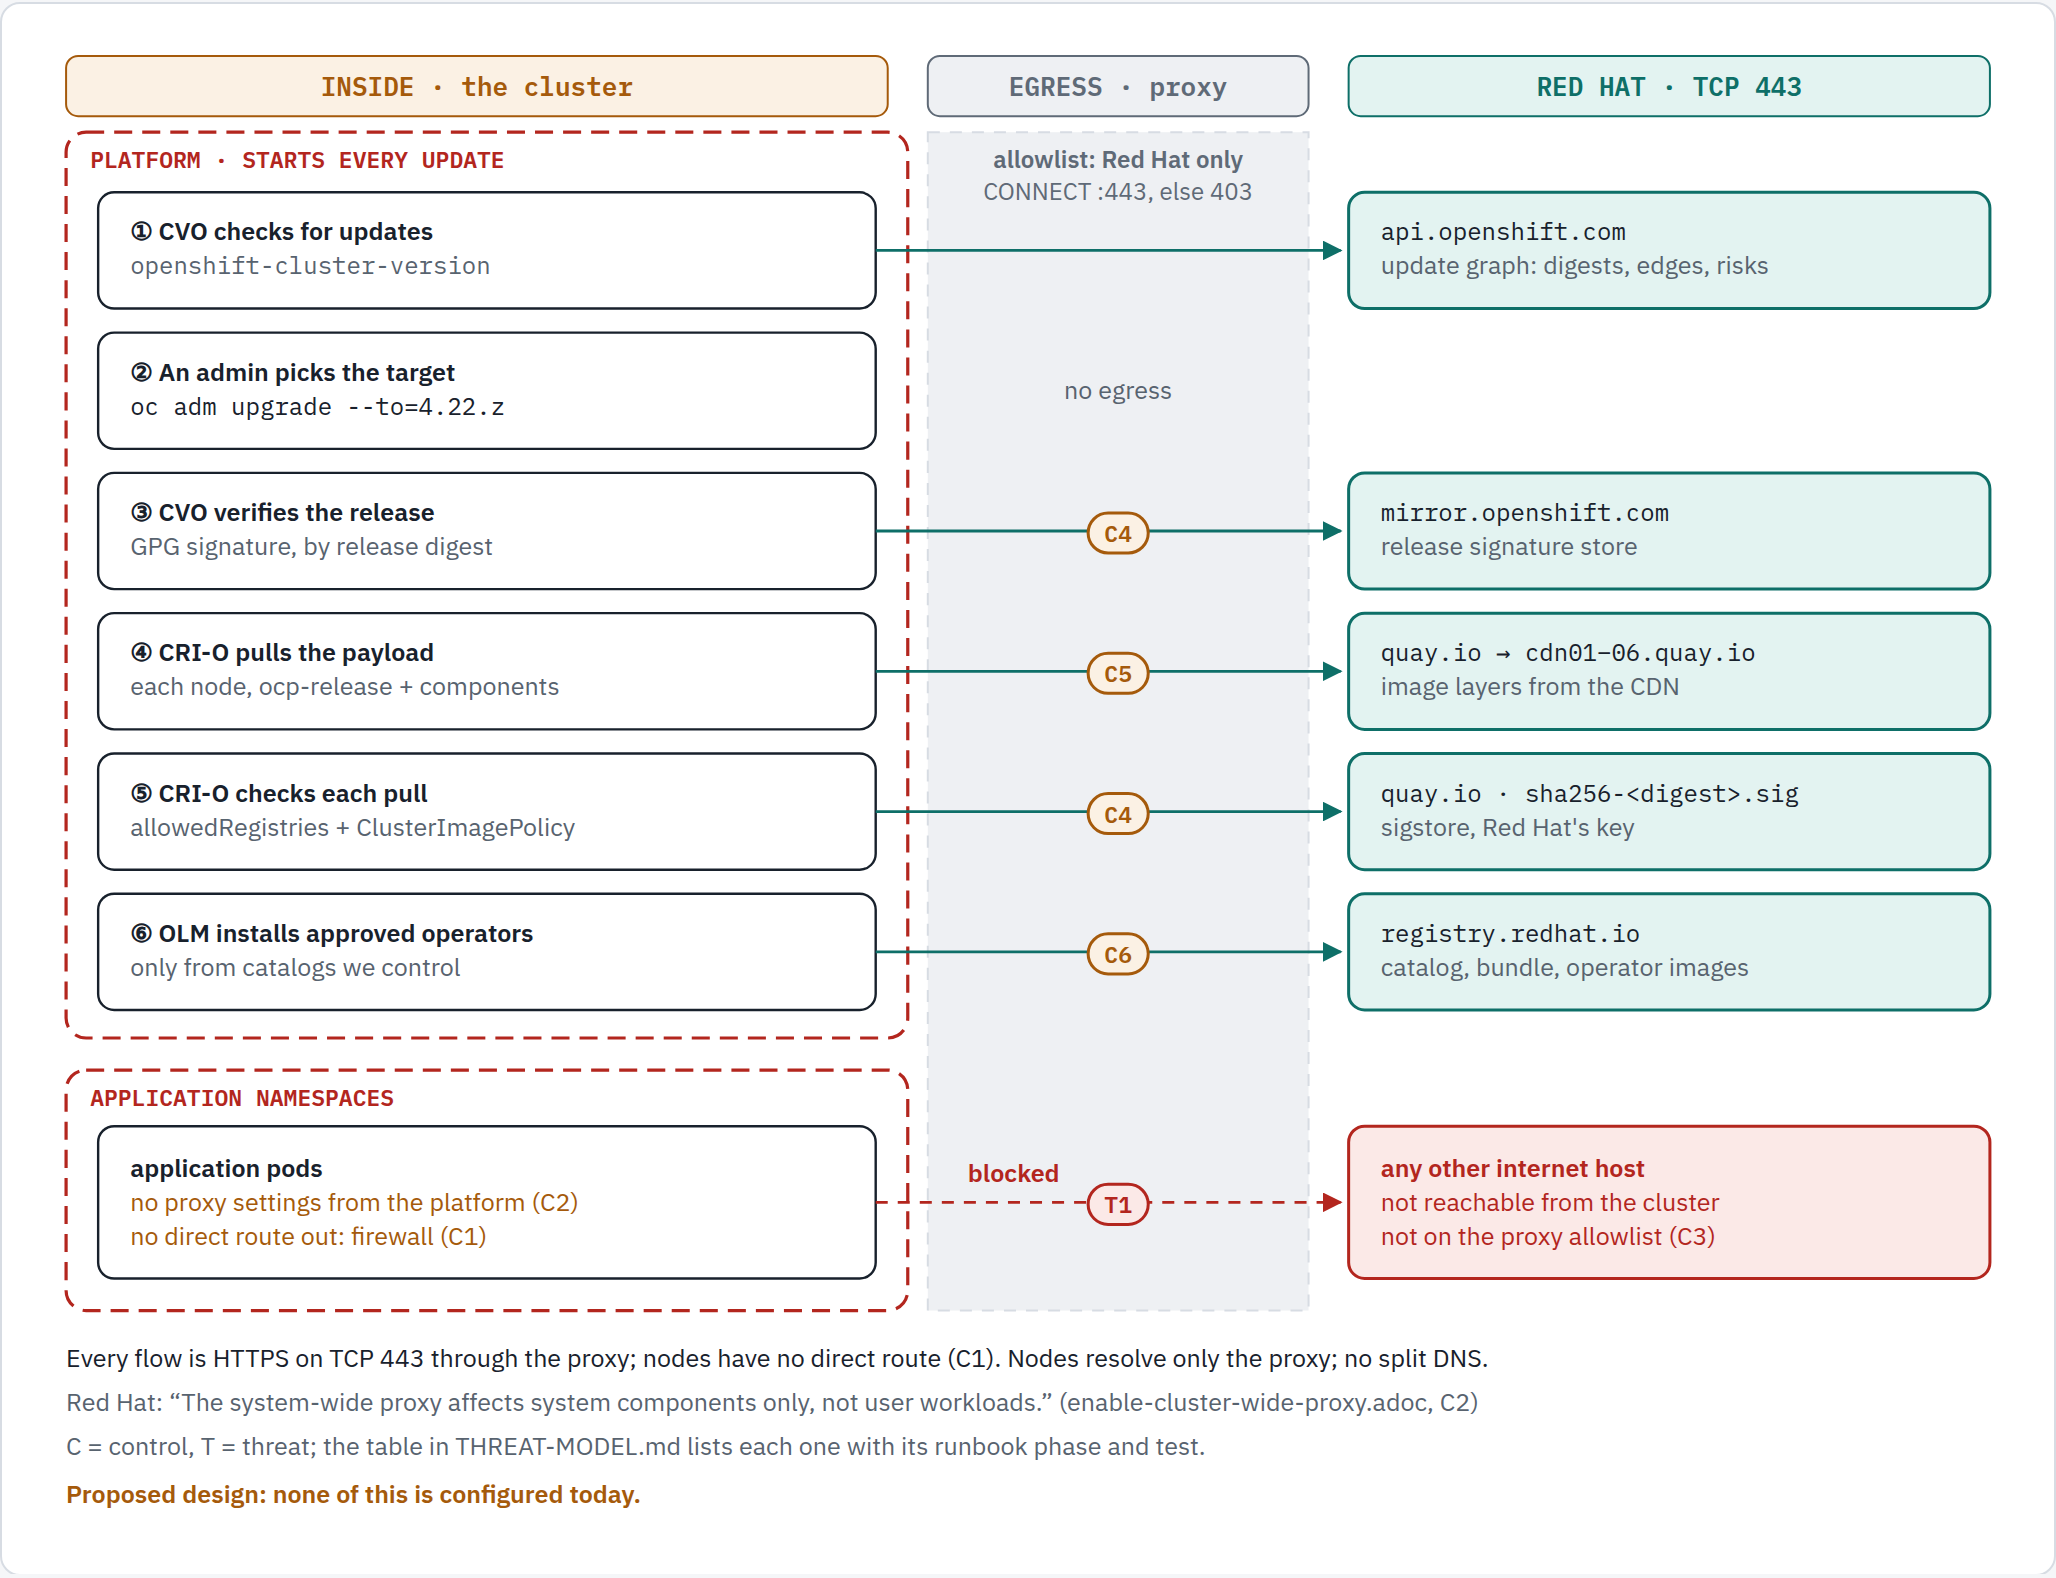 INSIDE · the cluster
EGRESS · proxy
RED HAT · TCP 443
PLATFORM · STARTS EVERY UPDATE
allowlist: Red Hat only
CONNECT :443, else 403
① CVO checks for updates
openshift-cluster-version
api.openshift.com
update graph: digests, edges, risks
② An admin picks the target
oc adm upgrade --to=4.22.z
no egress
③ CVO verifies the release
GPG signature, by release digest
C4
mirror.openshift.com
release signature store
④ CRI-O pulls the payload
each node, ocp-release + components
C5
quay.io → cdn01–06.quay.io
image layers from the CDN
⑤ CRI-O checks each pull
allowedRegistries + ClusterImagePolicy
C4
quay.io · sha256-<digest>.sig
sigstore, Red Hat's key
⑥ OLM installs approved operators
only from catalogs we control
C6
registry.redhat.io
catalog, bundle, operator images
APPLICATION NAMESPACES
application pods
no proxy settings from the platform (C2)
no direct route out: firewall (C1)
blocked
T1
any other internet host
not reachable from the cluster
not on the proxy allowlist (C3)
Every flow is HTTPS on TCP 443 through the proxy; nodes have no direct route (C1). Nodes resolve only the proxy; no split DNS.
Red Hat: “The system-wide proxy affects system components only, not user workloads.” (enable-cluster-wide-proxy.adoc, C2)
C = control, T = threat; the table in THREAT-MODEL.md lists each one with its runbook phase and test.
Proposed design: none of this is configured today.